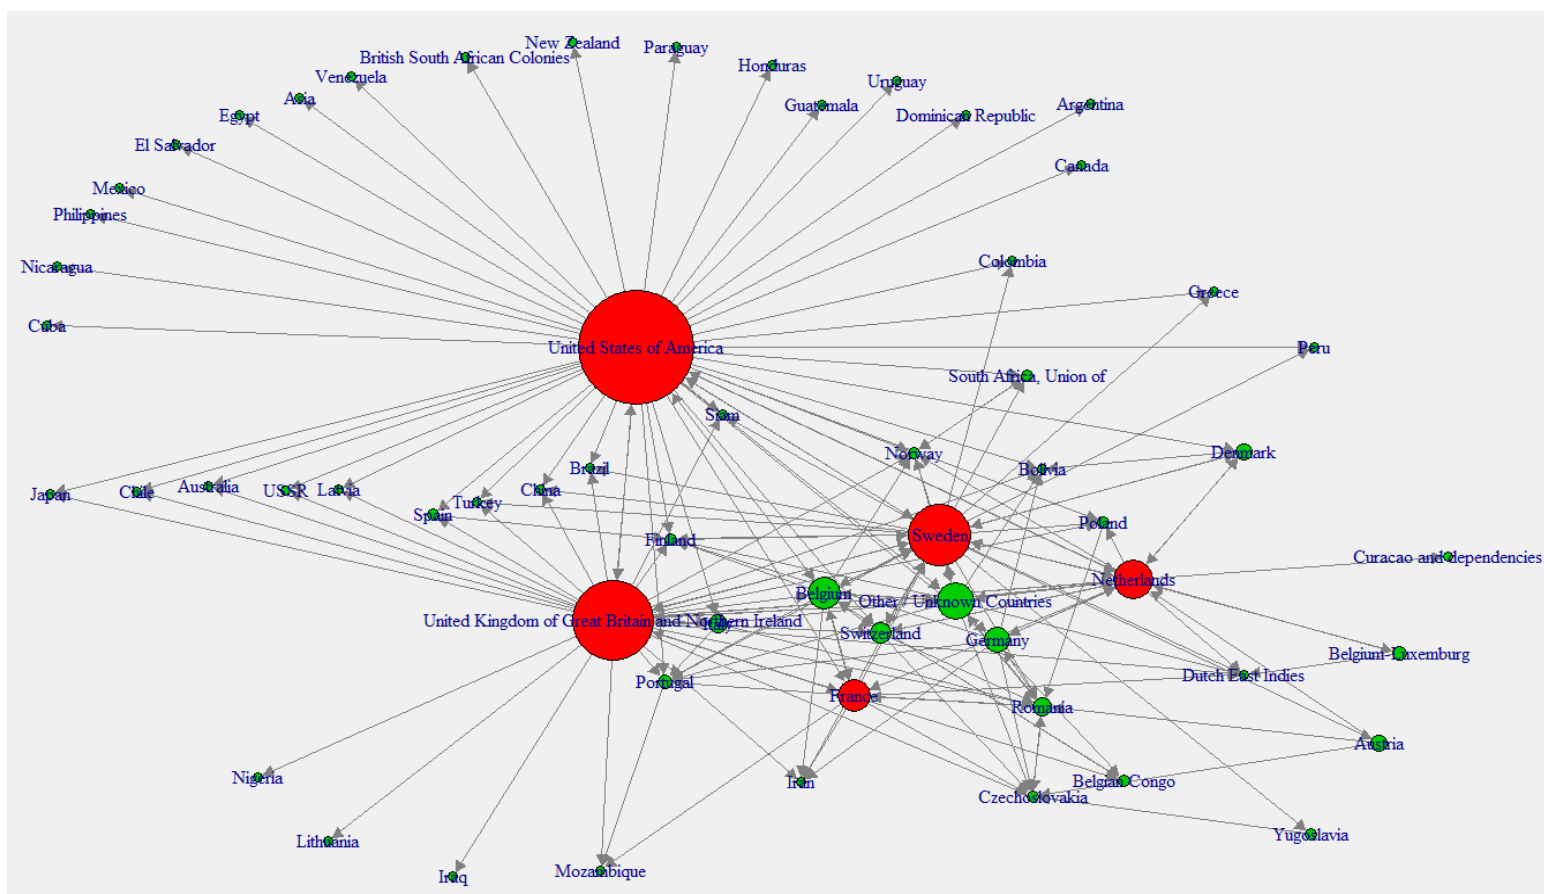 New Zealand
Paraguay
British South African Colonies
Honduras
Venezuela
Uruguay
Asia
Guatemala
Argentina
Egypt
Dominican Republic
El Salvador
Canada
Mexico
Philippines
Colombia
Nicaragua
Greece
Cuba
United States of America
Peru
South Africa, Union of
Siam
Norway
Denmark
Brazil
Bolivia
Japan
Chile
Australia
USSR
Latvia
China
Turkey
Spain
Poland
Finland
Sweden
Curacao and dependencies
Netherlands
Belgium
Other
Unknown Countries
United Kingdom of Great Britain and Northern Ireland
Italy
Switzerland
Germany
Belgium-Luxemburg
Portugal
Dutch East Indies
France
Romania
Austria
Nigeria
Iran
Belgian Congo
Czechoslovakia
Yugoslavia
Lithuania
Mozambique
Iraq